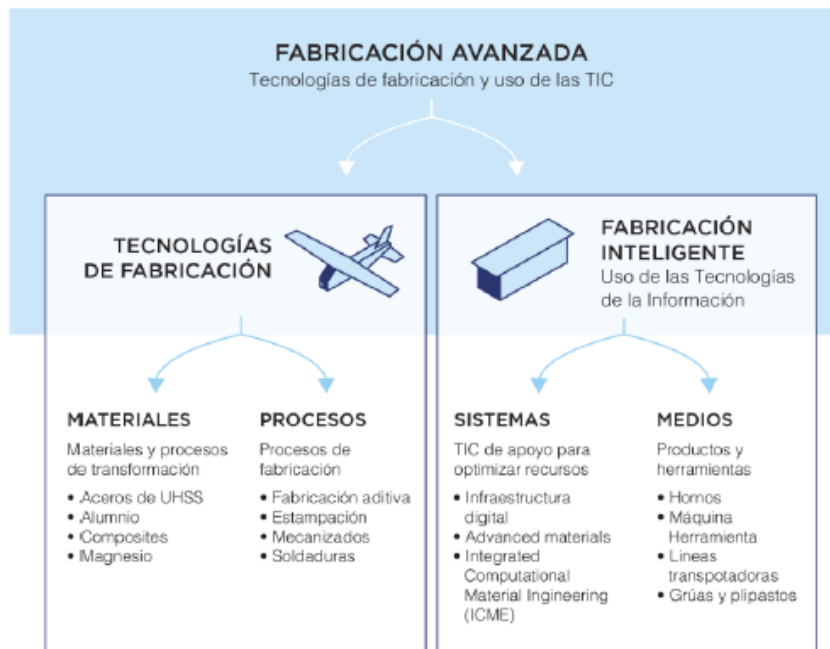 FABRICACIÓN AVANZADA
Tecnologías de fabricación y uso de las TIC
TECNOLOGÍAS
DE FABRICACIÓN
FABRICACIÓN
INTELIGENTE
Uso de las Tecnologías
de la Información
MATERIALES
Materiales y procesos
de transformación
• Aceros de UHSS
• Alumnio
• Composites
• Magnesio
PROCESOS
Procesos de
fabricación
• Fabricación aditiva
• Estampación
• Mecanizados
• Soldaduras
SISTEMAS
TIC de apoyo para
optimizar recursos
• Infraestructura
digital
• Advanced materials
• Integrated
Computational
Material Ingineering
(ICME)
MEDIOS
Productos y
herramientas
• Hornos
• Máquina
Herramienta
• Lineas
transpotadoras
• Grúas y plipastos